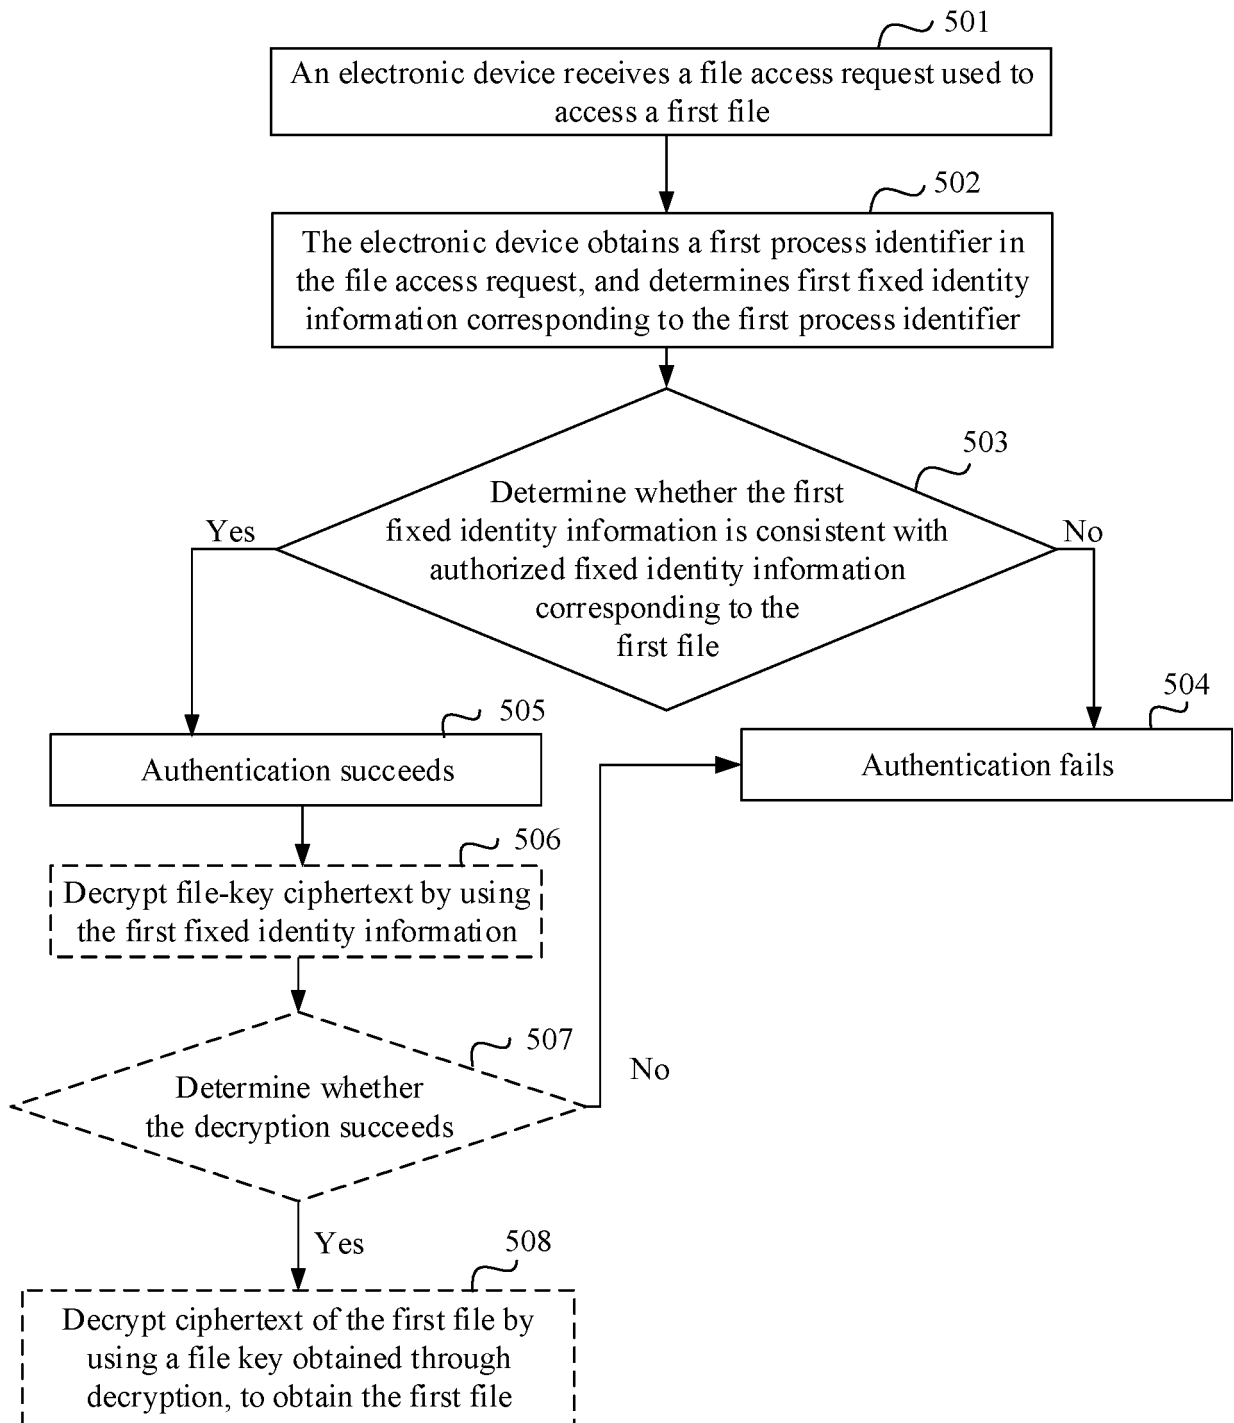 501
An electronic device receives a file access request used to
access a first file
502
The electronic device obtains a first process identifier in
the file access request, and determines first fixed identity
information corresponding to the first process identifier
503
Determine whether the first
fixed identity information is consistent with
authorized fixed identity information
corresponding to the
first file
Yes
No
505
Authentication succeeds
504
Authentication fails
506
Decrypt file-key ciphertext by using
the first fixed identity information
507
Determine whether
the decryption succeeds
No
Yes
508
Decrypt ciphertext of the first file by
using a file key obtained through
decryption, to obtain the first file